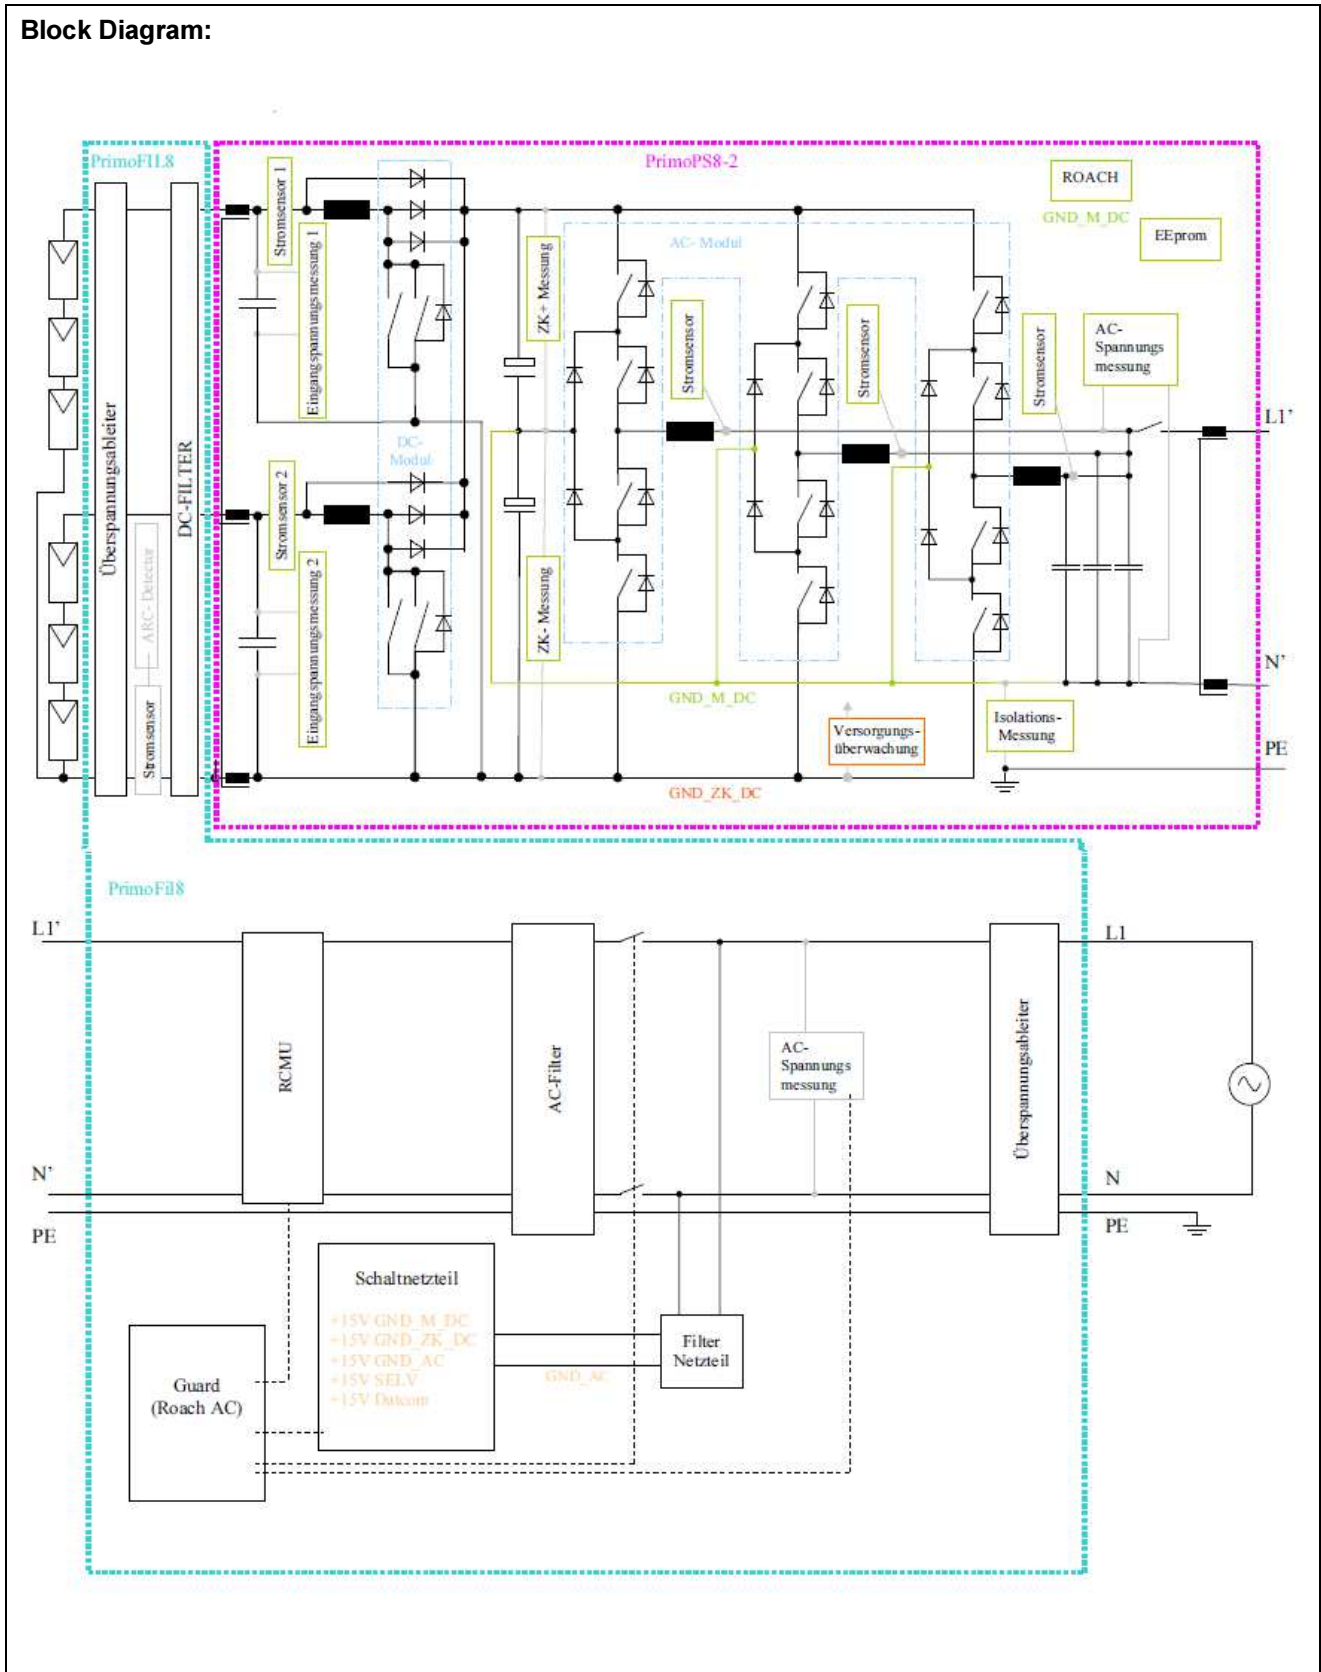 Block Diagram:
PrimoFIL8
PrimoPS8-2
ROACH
GND_M_DC
EEprom
Stromsensor 1
Eingangspannungsmessung 1
ZK+ Messung
AC- Modul
Stromsensor
Stromsensor
Stromsensor
AC-
Spannungs
messung
L1'
Überspannungsableiter
DC-FILTER
DC-
Modul
Stromsensor 2
Eingangspannungsmessung 2
ZK- Messung
ARC- Detector
Stromsensor
N'
GND_M_DC
Versorgungs-
überwachung
Isolations-
Messung
PE
GND_ZK_DC
PrimoFil8
L1'
L1
RCMU
AC-Filter
AC-
Spannungs
messung
Überspannungsableiter
N'
N
PE
PE
Schaltnetzteil
+15V GND_M_DC
+15V GND_ZK_DC
+15V GND_AC
+15V SELV
+15V Datcom
GND_AC
Filter
Netzteil
Guard
(Roach AC)